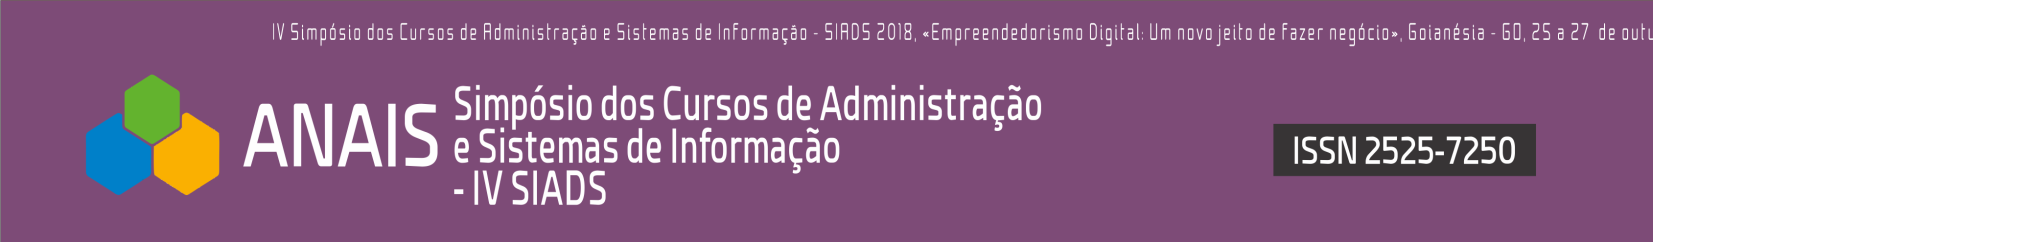 IV Simpósio dos Cursos de Administração e Sistemas de Informação - SIADS 2018, «Empreendedorismo Digital: Um novo jeito de fazer negócio», Goianésia - GO, 25 a 27 de outu
ANAIS
Simpósio dos Cursos de Administração
e Sistemas de Informação
- IV SIADS
ISSN 2525-7250